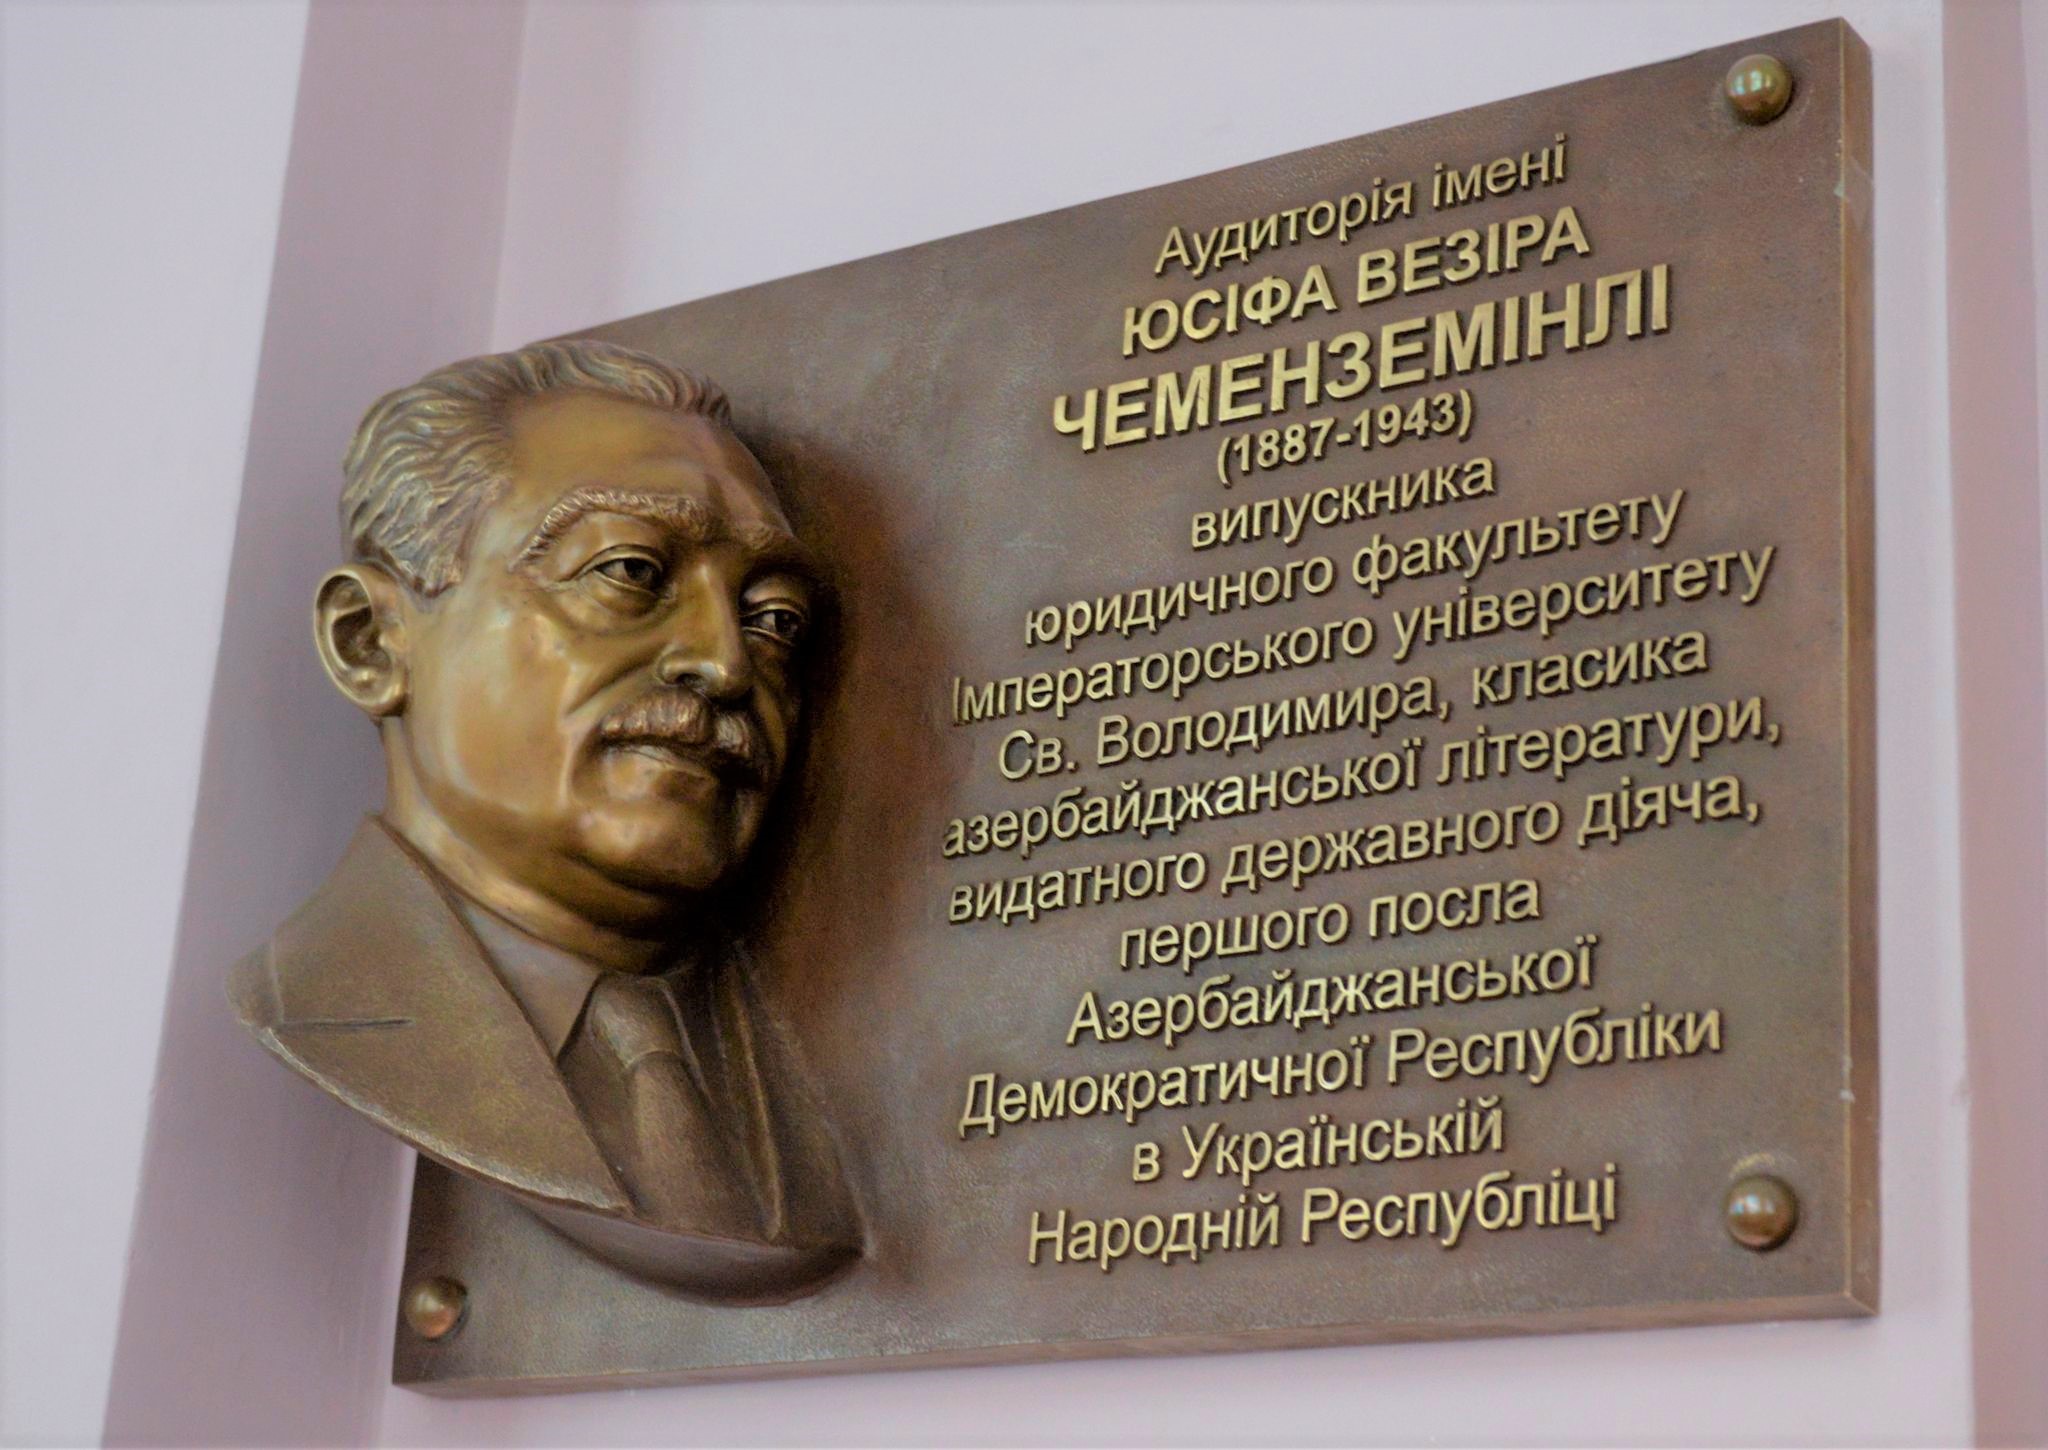 Аудиторія імені
ЮСІФА ВЕЗІРА
ЧЕМЕНЗЕМІНЛІ
(1887-1943)
випускника
юридичного факультету
Імператорського університету
Св. Володимира, класика
азербайджанської літератури,
видатного державного діяча,
першого посла
Азербайджанської
Демократичної Республіки
в Українській
Народній Республіці